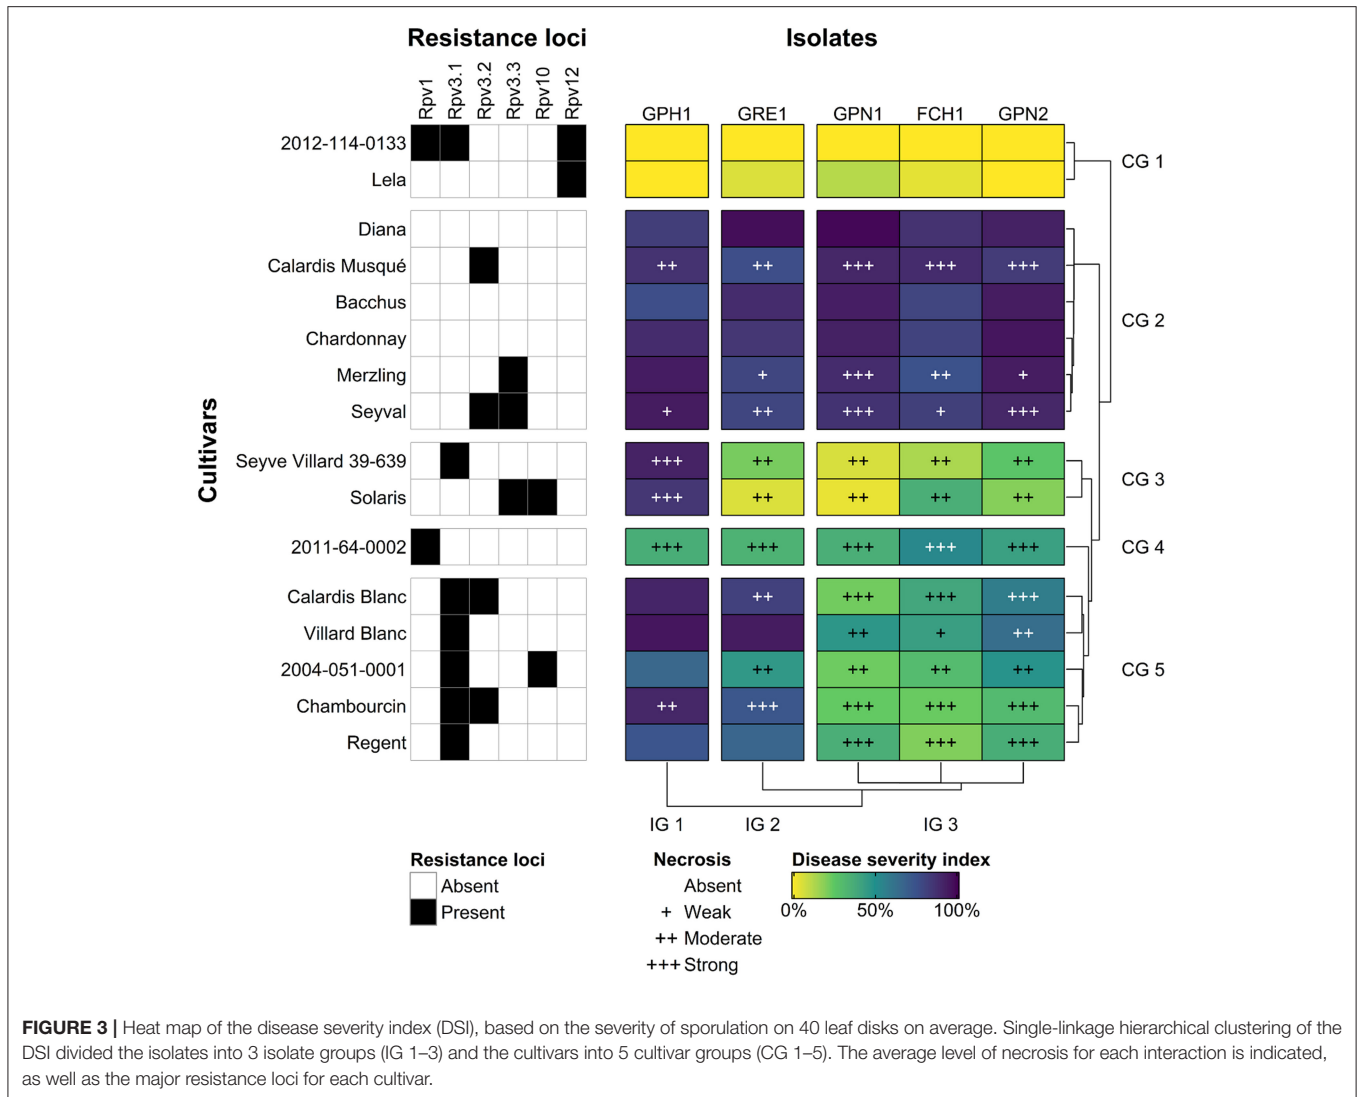 Resistance loci
Isolates
Rpv1
Rpv3.1
Rpv3.2
Rpv3.3
Rpv10
Rpv12
GPH1 GRE1 GPN1 FCH1 GPN2
2012-114-0133
CG 1
Lela
Diana
Calardis Musqué ++ ++ +++ +++ +++
Bacchus
CG 2
Chardonnay
Merzling + +++ ++ +
Seyval + ++ +++ + +++
Cultivars
Seyve Villard 39-639 +++ ++ ++ ++ ++
CG 3
Solaris +++ ++ ++ ++ ++
2011-64-0002 +++ +++ +++ +++ +++ CG 4
Calardis Blanc ++ +++ +++ +++
Villard Blanc ++ + ++
2004-051-0001 ++ ++ ++ ++ CG 5
Chambourcin ++ +++ +++ +++ +++
Regent +++ +++ +++
IG 1 IG 2 IG 3
Resistance loci
Absent
Present
Necrosis
Absent
+ Weak
++ Moderate
+++ Strong
Disease severity index
0% 50% 100%
FIGURE 3 | Heat map of the disease severity index (DSI), based on the severity of sporulation on 40 leaf disks on average. Single-linkage hierarchical clustering of the
DSI divided the isolates into 3 isolate groups (IG 1–3) and the cultivars into 5 cultivar groups (CG 1–5). The average level of necrosis for each interaction is indicated,
as well as the major resistance loci for each cultivar.